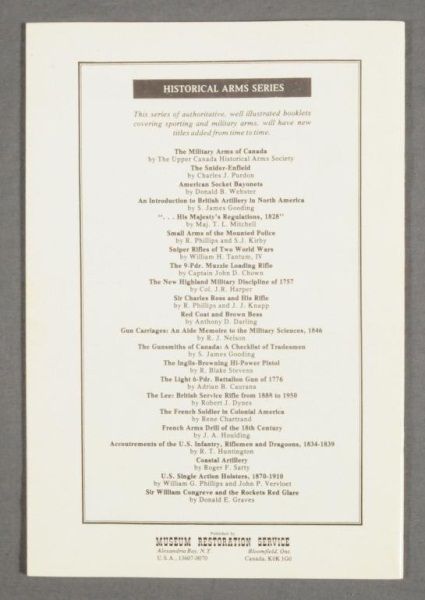 HISTORICAL ARMS SERIES
This series of authoritative, well illustrated booklets
covering sporting and military arms, will have new
titles added from time to time.
The Military Arms of Canada
by The Upper Canada Historical Arms Society
The Snider-Enfield
by Charles J. Purdon
American Socket Bayonets
by Donald B. Webster
An Introduction to British Artillery in North America
by S. James Gooding
". . . His Majesty's Regulations, 1828"
by Maj. T. L. Mitchell
Small Arms of the Mounted Police
by R. Phillips and S.J. Kirby
Sniper Rifles of Two World Wars
by William H. Tantum, IV
The 9-Pdr. Muzzle Loading Rifle
by Captain John D. Chown
The New Highland Military Discipline of 1757
by Col. J.R. Harper
Sir Charles Ross and His Rifle
by R. Phillips and J. J. Knapp
Red Coat and Brown Bess
by Anthony D. Darling
Gun Carriages: An Aide Memoire to the Military Sciences, 1846
by R. J. Nelson
The Gunsmiths of Canada: A Checklist of Tradesmen
by S. James Gooding
The Inglis-Browning Hi-Power Pistol
by R. Blake Stevens
The Light 6-Pdr. Battalion Gun of 1776
by Adrian B. Caruana
The Lee: British Service Rifle from 1888 to 1950
by Robert J. Dynes
The French Soldier in Colonial America
by Rene Chartrand
French Arms Drill of the 18th Century
by J. A. Houlding
Accoutrements of the U.S. Infantry, Riflemen and Dragoons, 1834-1839
by R. T. Huntington
Coastal Artillery
by Roger F. Sarty
U.S. Single Action Holsters, 1870-1910
by William G. Phillips and John P. Vervloet
Sir William Congreve and the Rockets Red Glare
by Donald E. Graves
Published by
MUSEUM RESTORATION SERVICE
Alexandria Bay, N.Y. Bloomfield, Ont.
U.S.A., 13607-0070 Canada, K0K 1G0